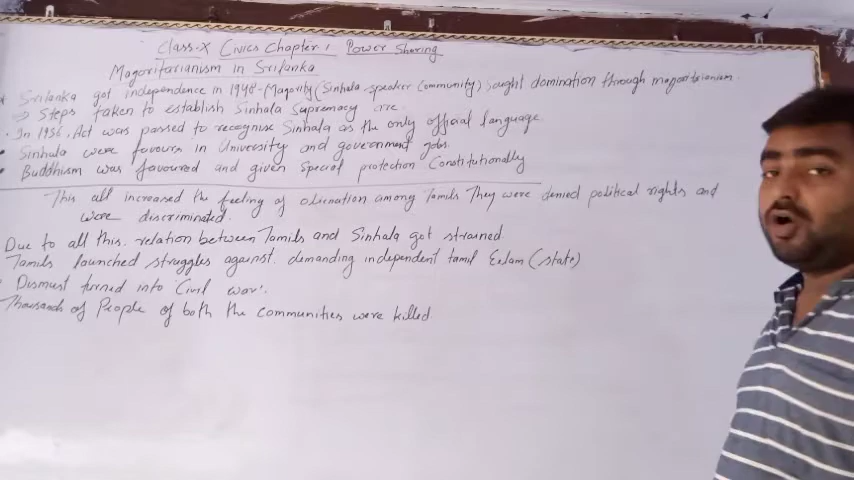 Class-X Civics Chapter 1 Power Sharing
Magoritarianism in Srilanka
Srilanka got independence in 1948 - Majority (Sinhala speaker Community) sought domination through majoritarianism.
⇒ Steps taken to establish Sinhala Supremacy are.
• In 1956, Act was passed to recognise Sinhala as the only official language
• Sinhala were favours in University and government jobs.
• Buddhism was favoured and given special protection Constitutionally
This all increased the feeling of alienation among Tamils They were denied political rights and
were discriminated.
Due to all this, relation between Tamils and Sinhala got strained.
Tamils launched struggles against demanding independent tamil Eelam (state)
Dismust turned into 'Civil war'.
Thousands of People of both the communities were killed.